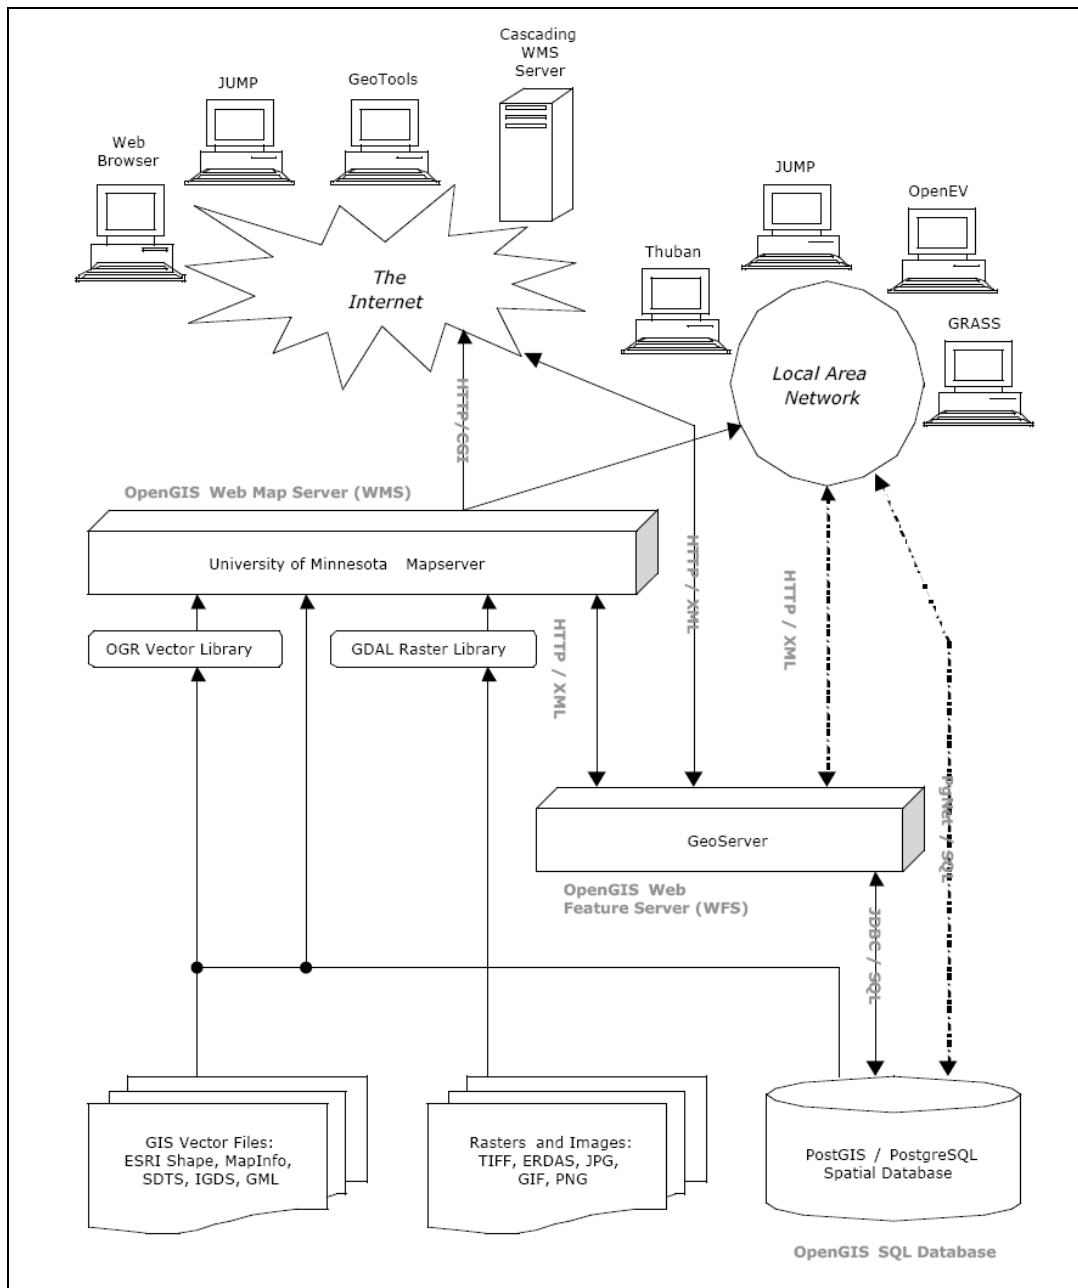 Cascading
WMS
Server
JUMP
GeoTools
Web
Browser
JUMP
OpenEV
Thuban
GRASS
The
Internet
Local Area
Network
HTTP/CGI
OpenGIS Web Map Server (WMS)
University of Minnesota Mapserver
HTTP / XML
HTTP / XML
HTTP / XML
OGR Vector Library
GDAL Raster Library
GeoServer
PgNet / SQL
OpenGIS Web
Feature Server (WFS)
JDBC / SQL
GIS Vector Files:
ESRI Shape, MapInfo,
SDTS, IGDS, GML
Rasters and Images:
TIFF, ERDAS, JPG,
GIF, PNG
PostGIS / PostgreSQL
Spatial Database
OpenGIS SQL Database